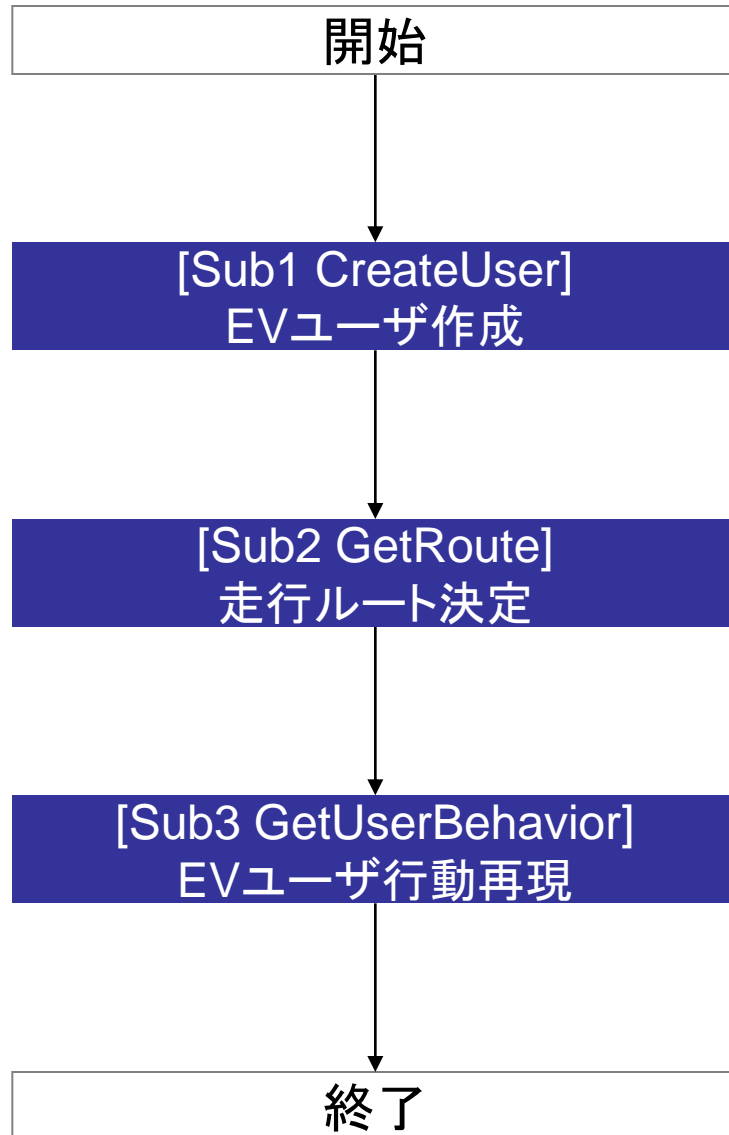 開始
[Sub1 CreateUser]
EVユーザ作成
[Sub2 GetRoute]
走行ルート決定
[Sub3 GetUserBehavior]
EVユーザ行動再現
終了